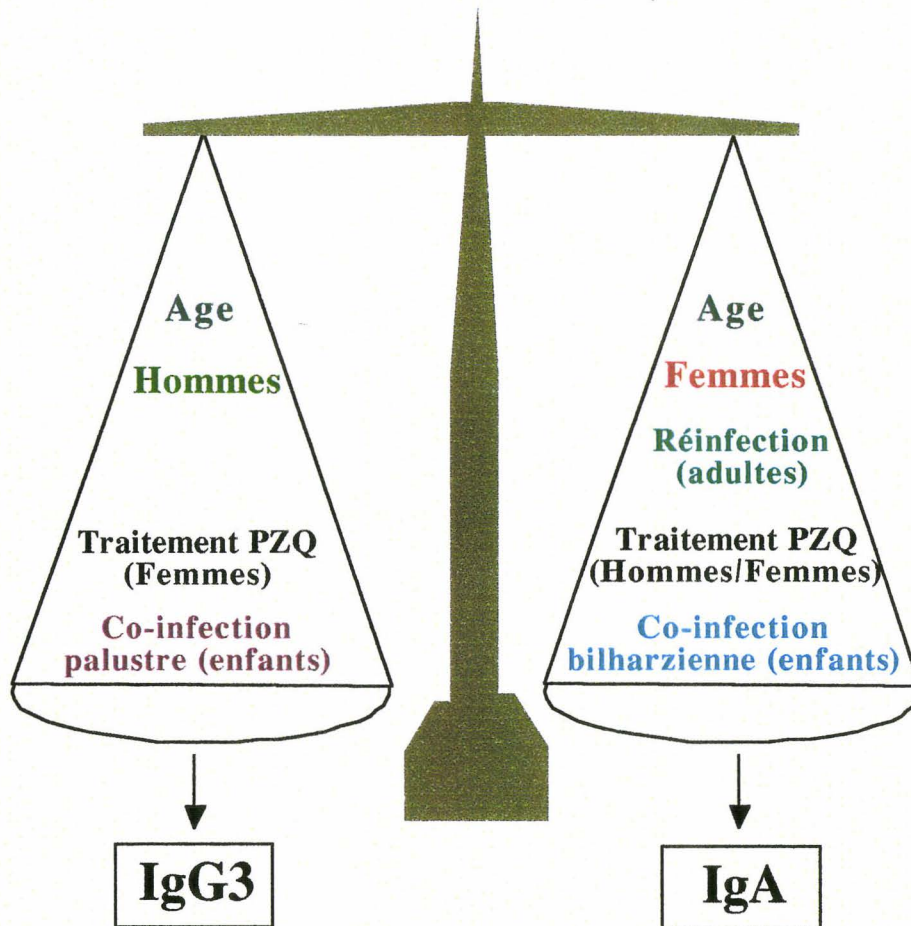 Age
Hommes
Traitement PZQ
(Femmes)
Co-infection
palustre (enfants)
IgG3
Age
Femmes
Réinfection
(adultes)
Traitement PZQ
(Hommes/Femmes)
Co-infection
bilharzienne (enfants)
IgA